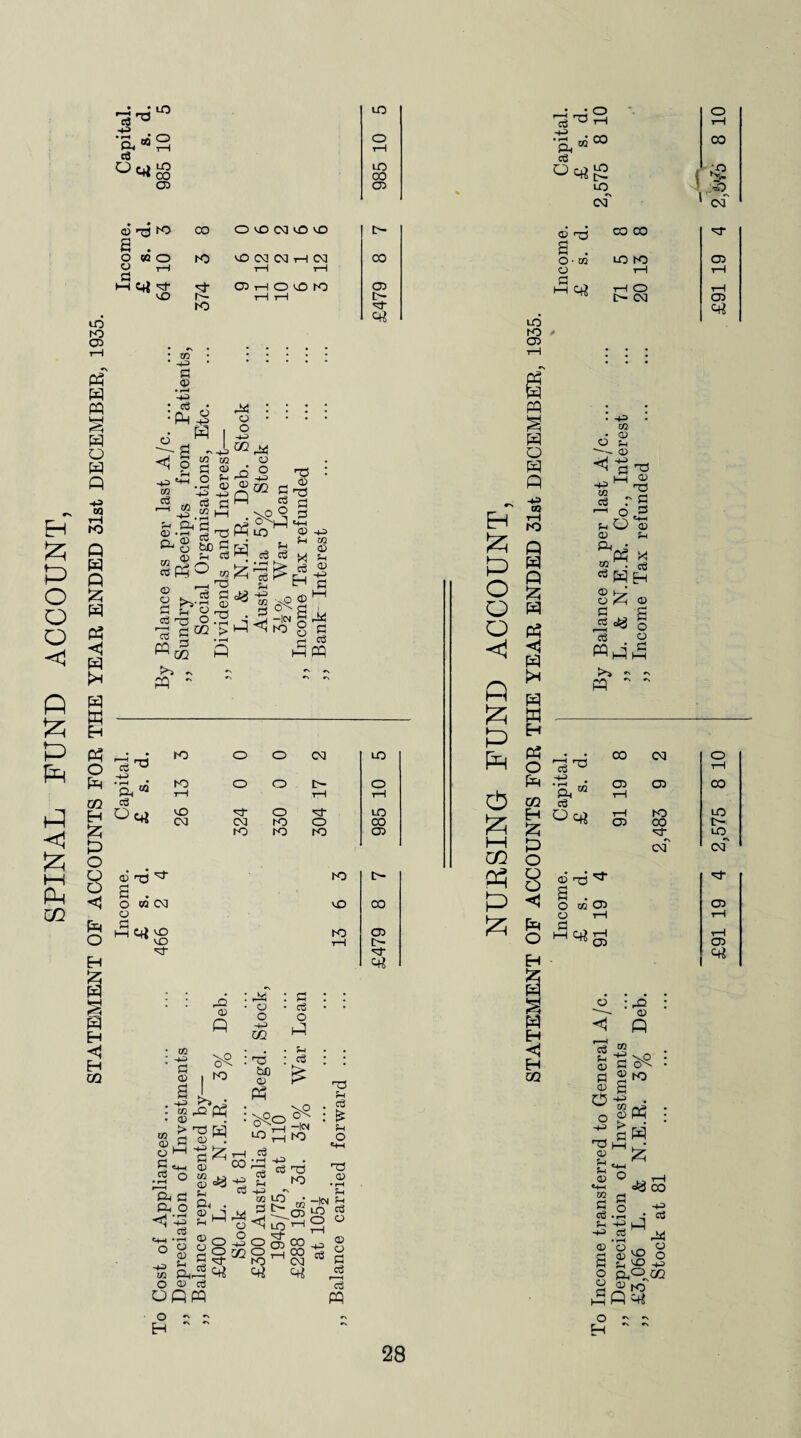 SPINAL FUND ACCOUNT,
STATEMENT OF ACCOUNTS FOR THE YEAR ENDED 31st DECEMBER, 1935.
Income. Capital.
£ s. d. £ s. d.
To Cost of Appliances ... 466 2 4
,, Depreciation of Investments 26 13 3
,, Balance represented by—
£400 L. & N.E.R. 3% Deb.
Stock at 81 ... 324 0 0
£300 Australia 5% Regd. Stock,
1945/75, at 110 ... 330 0 0
£288 19s. 3d. 3½% War Loan
at 105½ ... 304 17 2
,, Balance carried forward ... 13 6 3
£479 8 7 985 10 5
Income. Capital.
£ s. d. £ s. d.
By Balance as per last A/c. ... 64 10 3 985 10 5
,, Sundry Receipts from Patients,
Social Organisations, Etc. ... 374 3 8
,, Dividends and Interest—
L. & N.E.R. Deb. Stock ... 9 6 0
Australia 5% Stock ... 11 12 6
3½% War Loan ... 10 2 2
,, Income Tax refunded ... 6 11 6
,, Bank Interest ... 3 2 6
£479 8 7 985 10 5
NURSING FUND ACCOUNT,
STATEMENT OF ACCOUNTS FOR THE YEAR ENDED 31st DECEMBER, 1935.
Income. Capital.
£ s. d. £ s. d.
To Income transferred to General A/c. 91 19 4
,, Depreciation of Investments ... 91 19 8
,, £3,066 L. & N.E.R. 3% Deb.
Stock at 81 ... 2,483 9 2
£91 19 4 2,575 8 10
Income. Capital.
£ s. d. £ s. d.
By Balance as per last A/c. ... 2,575 8 10
,, L. & N.E.R. Co., Interest ... 71 15 8
,, Income Tax refunded ... 20 3 8
£91 19 4 2,575 8 10
28